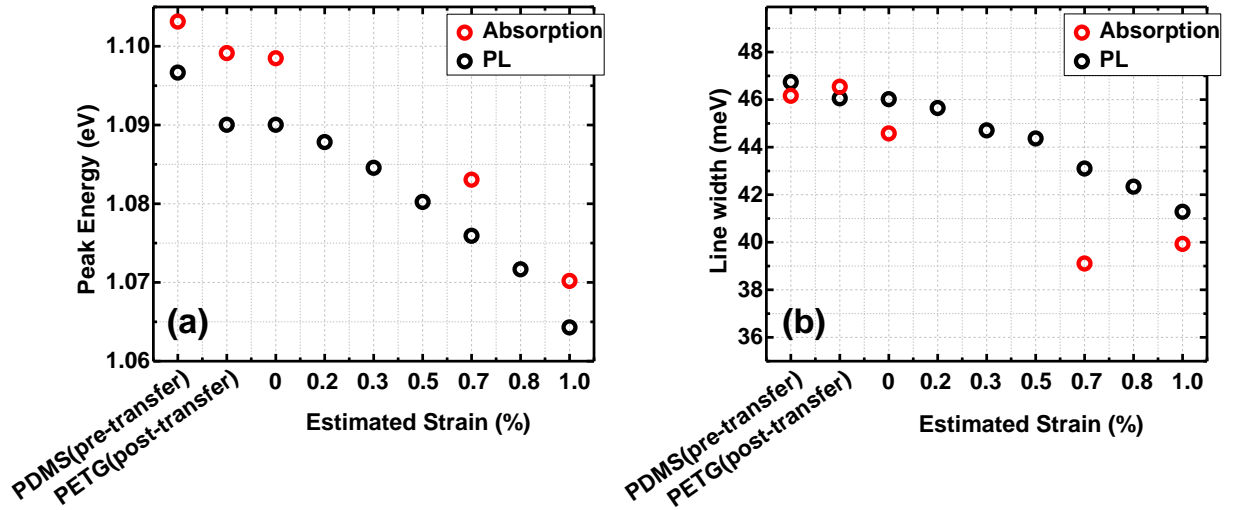 Absorption
PL
Peak Energy (eV)
1.10
1.09
1.08
1.07
1.06
(a)
PDMS(pre-transfer)
PETG(post-transfer)
0 0.2 0.3 0.5 0.7 0.8 1.0
Estimated Strain (%)
Absorption
PL
Line width (meV)
48
46
44
42
40
38
36
(b)
PDMS(pre-transfer)
PETG(post-transfer)
0 0.2 0.3 0.5 0.7 0.8 1.0
Estimated Strain (%)